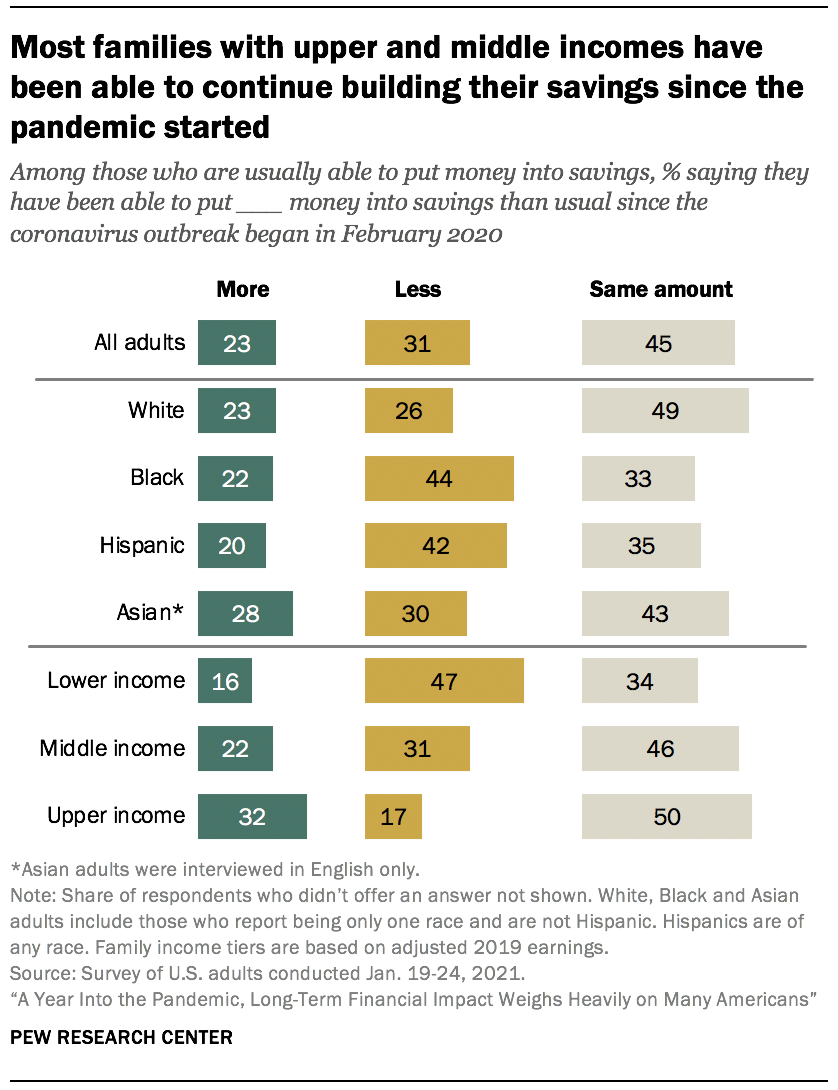 Most families with upper and middle incomes have
been able to continue building their savings since the
pandemic started
Among those who are usually able to put money into savings, % saying they
have been able to put ___ money into savings than usual since the
coronavirus outbreak began in February 2020
More Less Same amount
All adults 23 31 45
White 23 26 49
Black 22 44 33
Hispanic 20 42 35
Asian* 28 30 43
Lower income 16 47 34
Middle income 22 31 46
Upper income 32 17 50
*Asian adults were interviewed in English only.
Note: Share of respondents who didn’t offer an answer not shown. White, Black and Asian
adults include those who report being only one race and are not Hispanic. Hispanics are of
any race. Family income tiers are based on adjusted 2019 earnings.
Source: Survey of U.S. adults conducted Jan. 19-24, 2021.
“A Year Into the Pandemic, Long-Term Financial Impact Weighs Heavily on Many Americans”
PEW RESEARCH CENTER